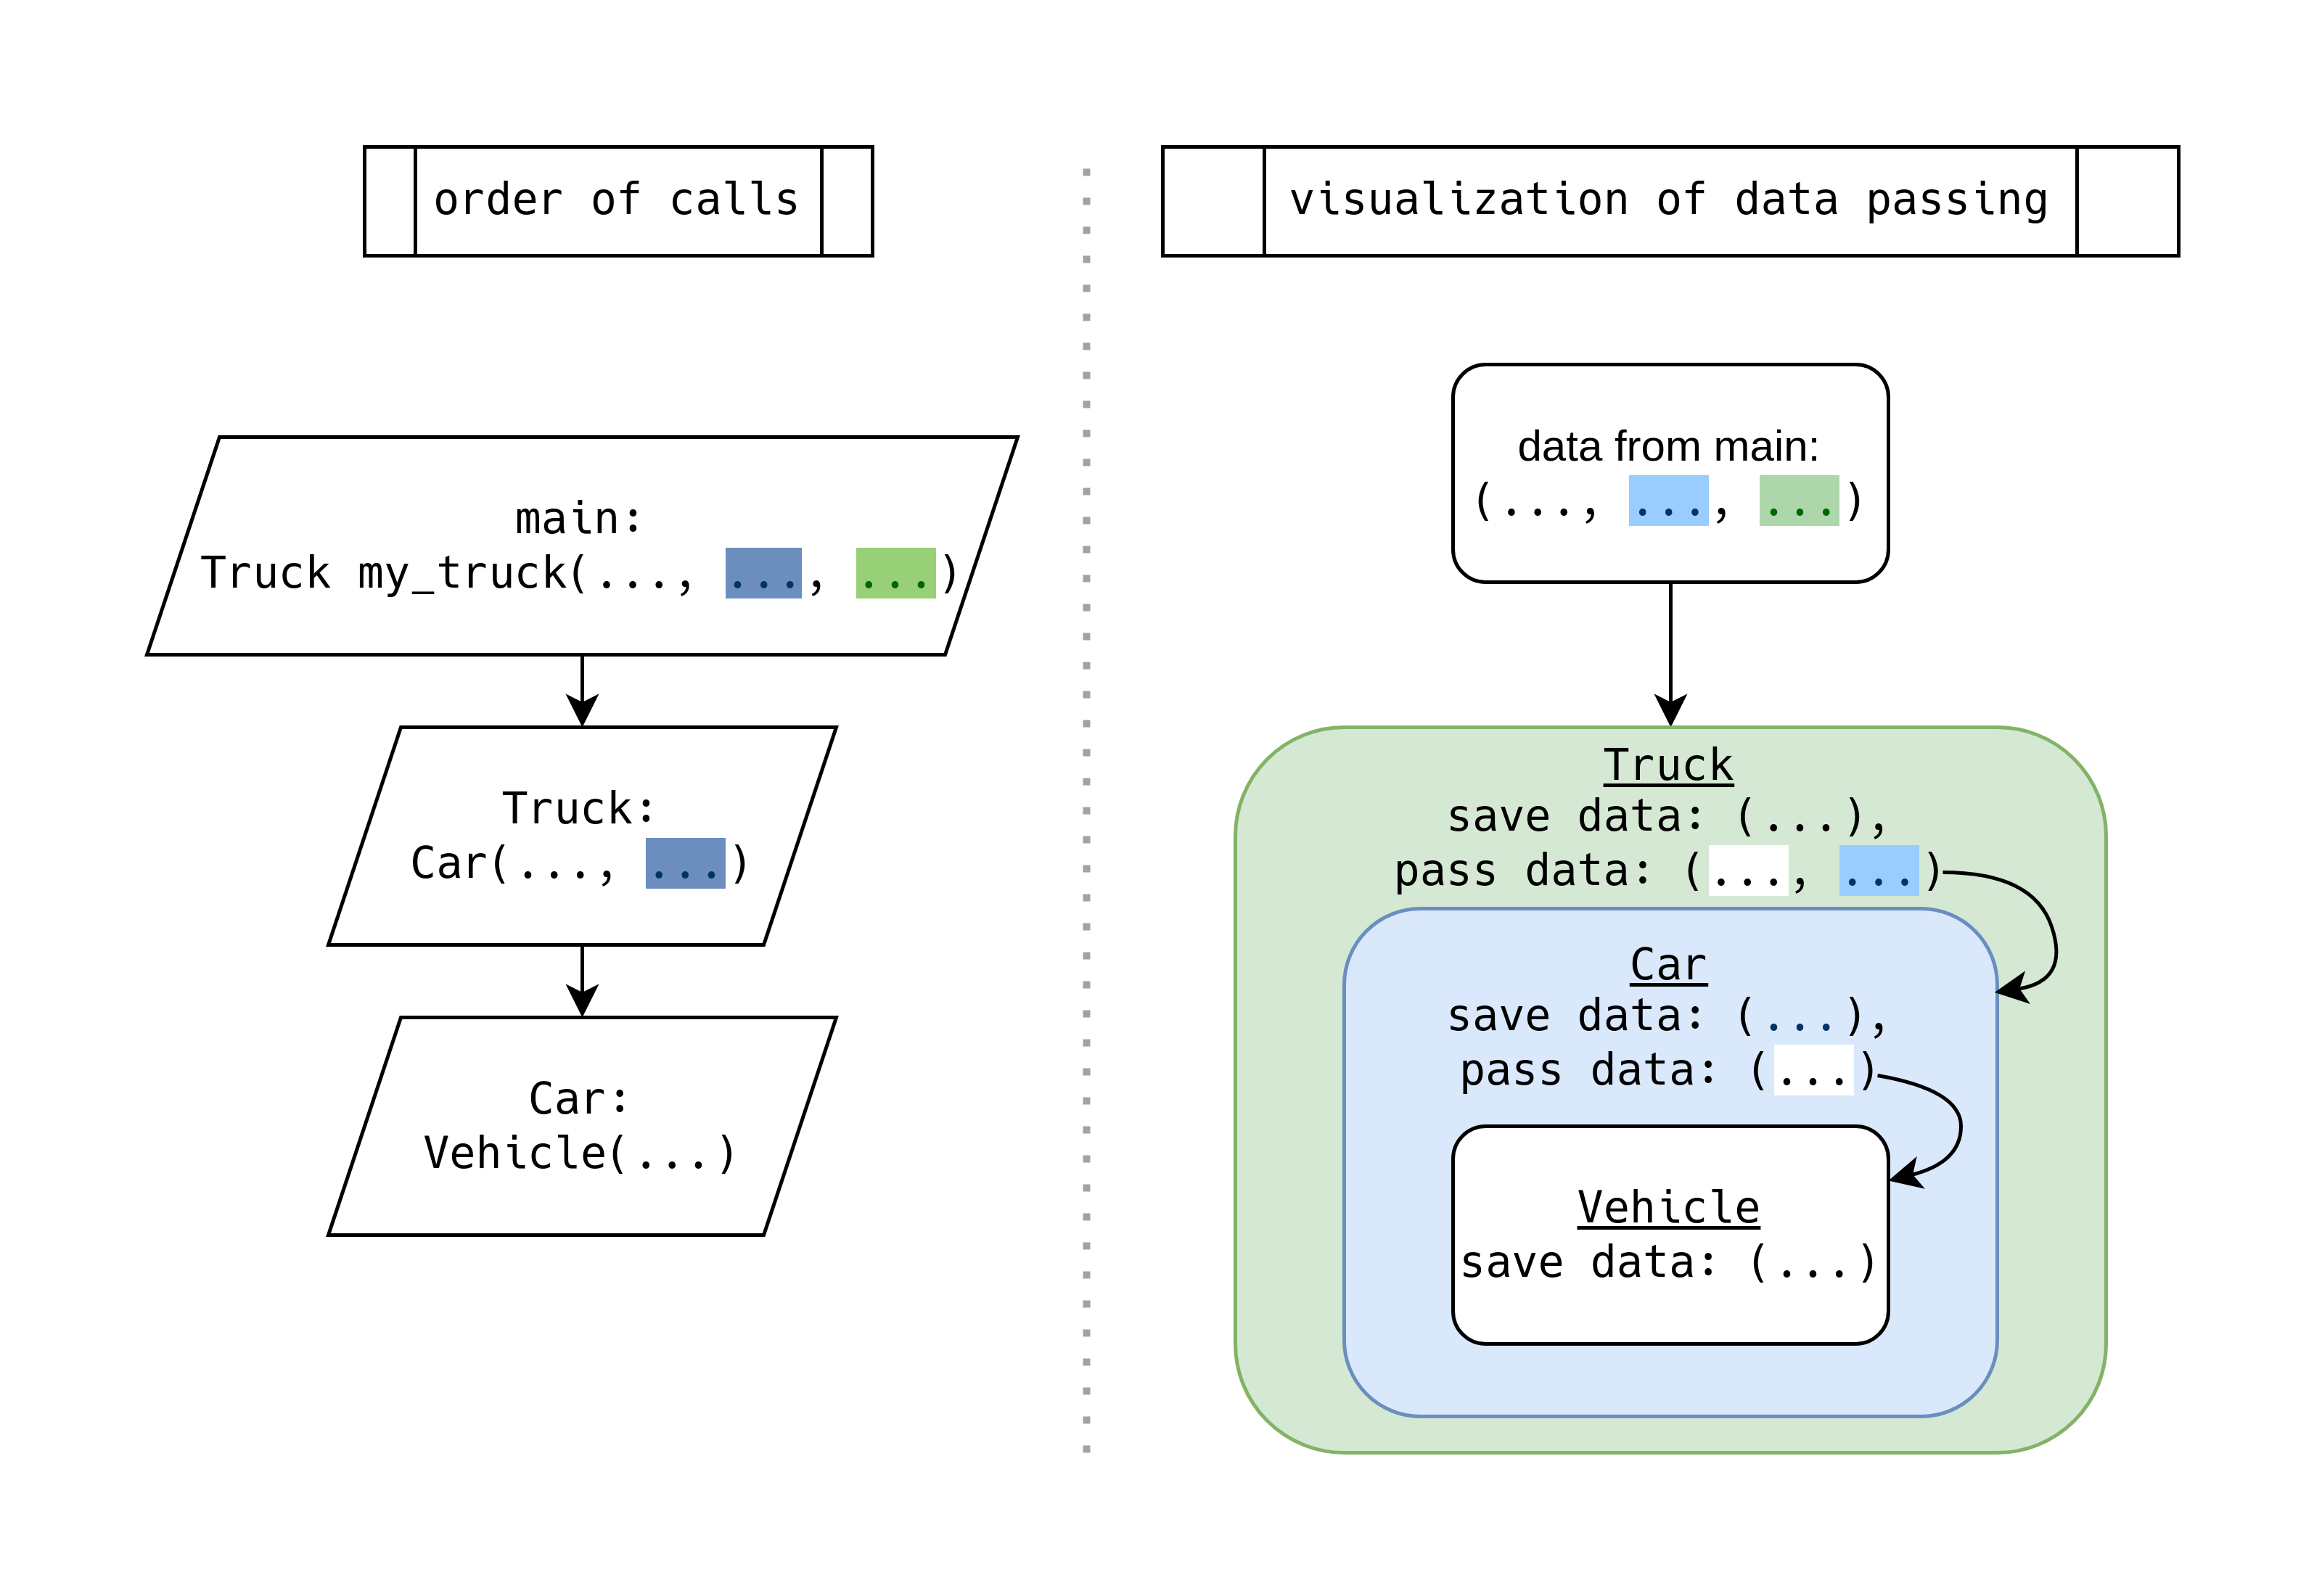 order of calls
main:
Truck my_truck(..., ..., ...)
Truck:
Car(..., ...)
Car:
Vehicle(...)
visualization of data passing
data from main:
(..., ..., ...)
Truck
save data: (...),
pass data: (..., ...)
Car
save data: (...),
pass data: (...)
Vehicle
save data: (...)